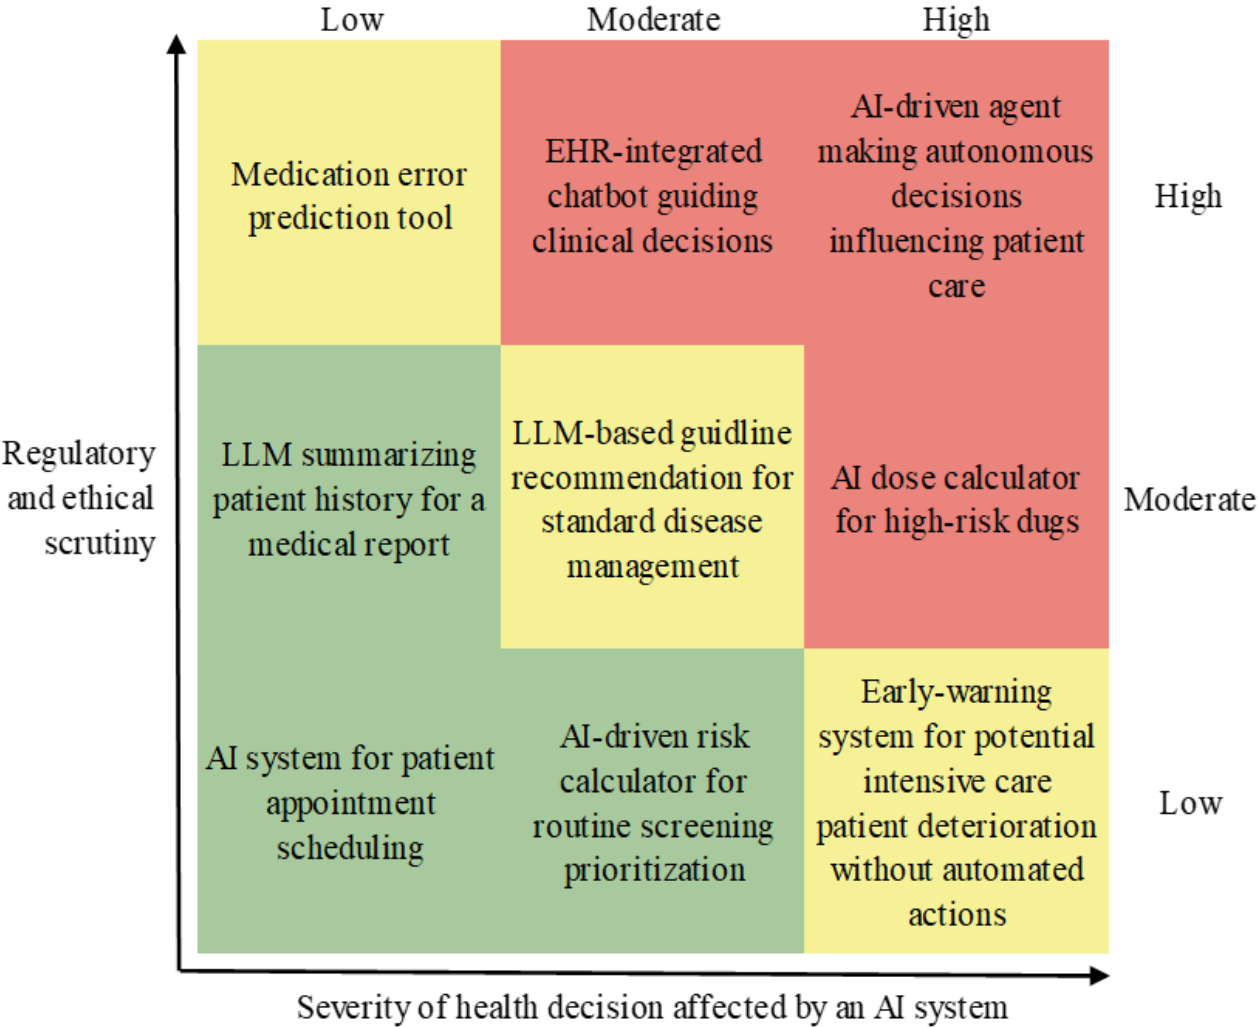 Low
Moderate
High
Medication error
prediction tool
EHR-integrated
chatbot guiding
clinical decisions
AI-driven agent
making autonomous
decisions
influencing patient
care
High
Regulatory
and ethical
scrutiny
LLM summarizing
patient history for a
medical report
LLM-based guidline
recommendation for
standard disease
management
AI dose calculator
for high-risk dugs
Moderate
AI system for patient
appointment
scheduling
AI-driven risk
calculator for
routine screening
prioritization
Early-warning
system for potential
intensive care
patient deterioration
without automated
actions
Low
Severity of health decision affected by an AI system